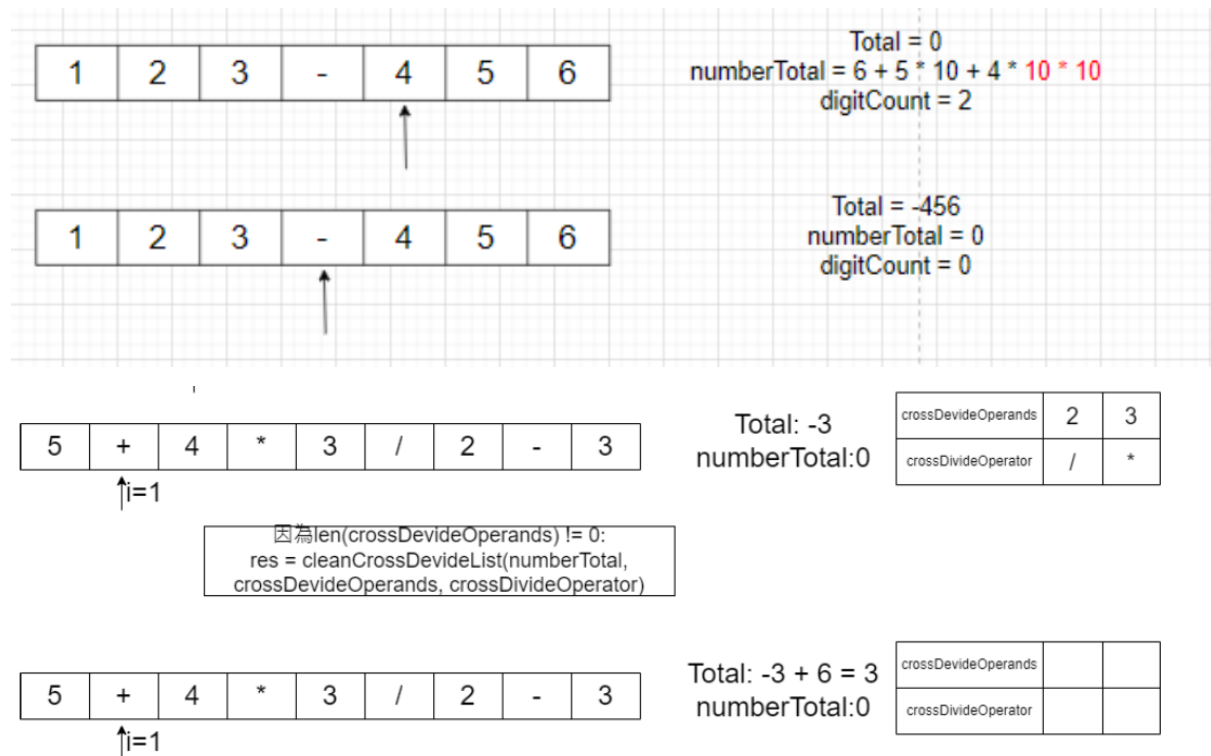 1 2 3 - 4 5 6
Total = 0
numberTotal = 6 + 5 * 10 + 4 * 10 * 10
digitCount = 2
1 2 3 - 4 5 6
Total = -456
numberTotal = 0
digitCount = 0
5 + 4 * 3 / 2 - 3
i=1
Total: -3
numberTotal:0
crossDevideOperands 2 3
crossDivideOperator / *
因為len(crossDevideOperands) != 0:
res = cleanCrossDevideList(numberTotal,
crossDevideOperands, crossDivideOperator)
5 + 4 * 3 / 2 - 3
i=1
Total: -3 + 6 = 3
numberTotal:0
crossDevideOperands
crossDivideOperator